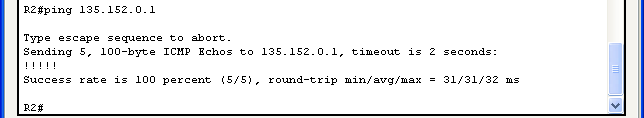 R2#ping 135.152.0.1
Type escape sequence to abort.
Sending 5, 100-byte ICMP Echos to 135.152.0.1, timeout is 2 seconds:
!!!!!
Success rate is 100 percent (5/5), round-trip min/avg/max = 31/31/32 ms
R2#